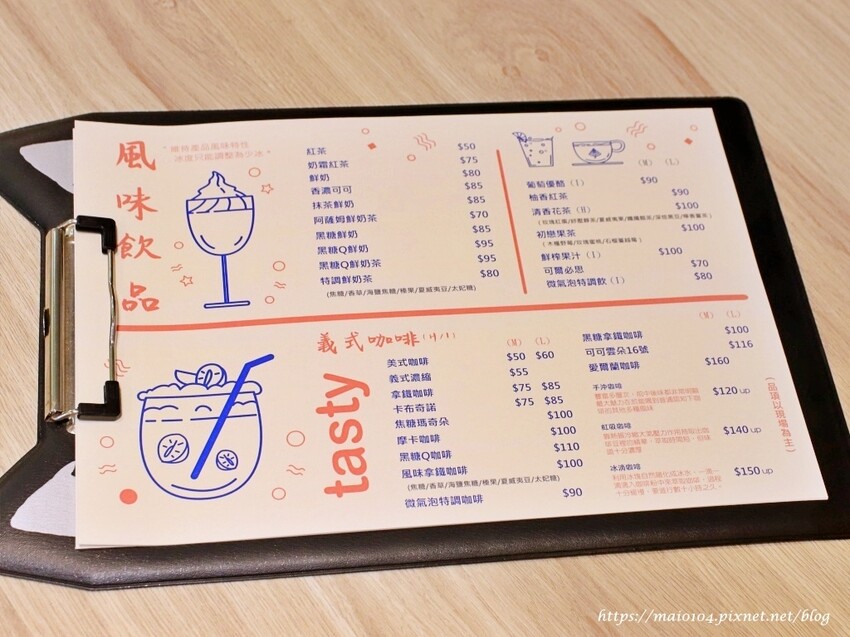 風味飲品
維持產品風味特性
冰度只能調整為少冰
紅茶 $50
奶霜紅茶 $75
鮮奶 $80
香濃可可 $85
抹茶鮮奶 $85
阿薩姆鮮奶茶 $70
黑糖鮮奶 $85
黑糖Q鮮奶 $95
黑糖Q鮮奶茶 $95
特調鮮奶茶 $80
(焦糖/香草/海鹽焦糖/榛果/夏威夷豆/太妃糖)
(M) (L)
葡萄優醋 (I) $90
柚香紅茶 $90
清香花茶 (H) $100
初戀果茶 $100
鮮榨果汁 (I) $100
可爾必思 $70
微氣泡特調飲 (I) $80
tasty
義式咖啡
(M) (L)
美式咖啡 $50 $60
義式濃縮 $55
拿鐵咖啡 $75 $85
卡布奇諾 $75 $85
焦糖瑪奇朵 $100
摩卡咖啡 $100
黑糖Q咖啡 $110
風味拿鐵咖啡 $100
(焦糖/香草/海鹽焦糖/榛果/夏威夷豆/太妃糖)
微氣泡特調咖啡 $90
(M) (L)
黑糖拿鐵咖啡 $100
可可雲朵16號 $116
愛爾蘭咖啡 $160
手沖咖啡 $120 up
虹吸咖啡 $140 up
冰滴咖啡 $150 up
(品項以現場為主)
https://maio104.pixnet.net/blog